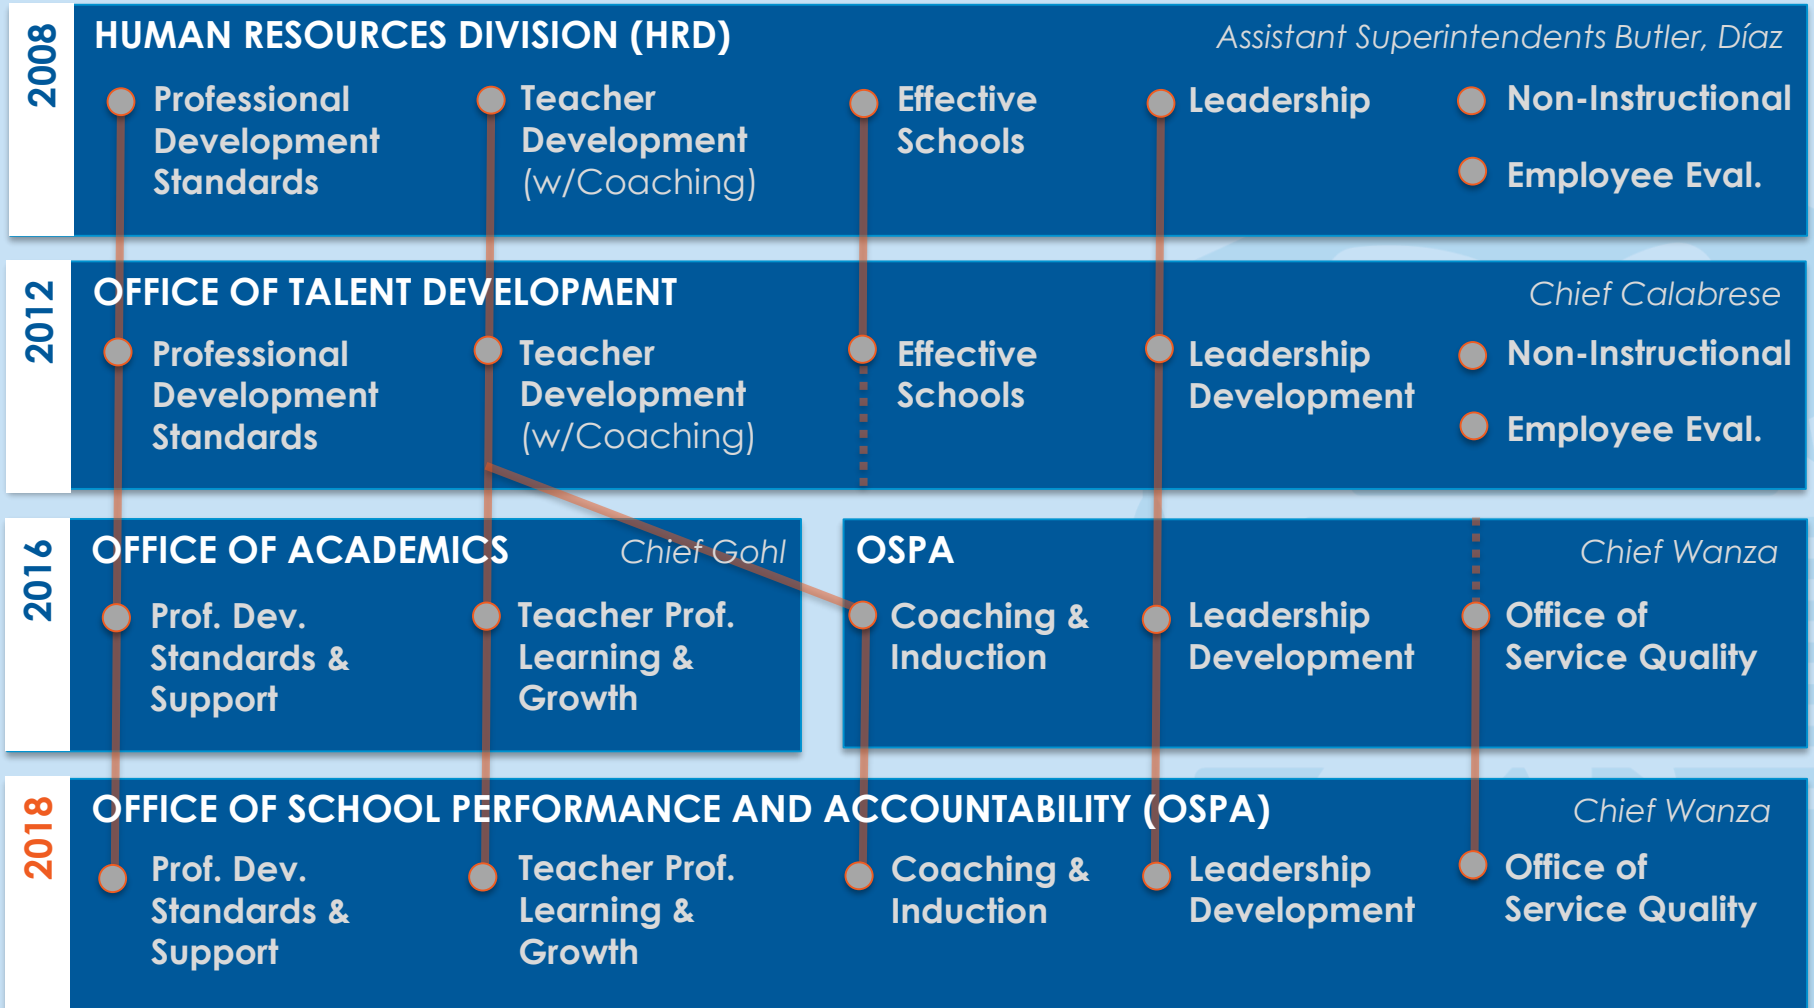 2008
HUMAN RESOURCES DIVISION (HRD)
Assistant Superintendents Butler, Díaz
Professional
Development
Standards
Teacher
Development
(w/Coaching)
Effective
Schools
Leadership
Non-Instructional
Employee Eval.
2012
OFFICE OF TALENT DEVELOPMENT
Chief Calabrese
Professional
Development
Standards
Teacher
Development
(w/Coaching)
Effective
Schools
Leadership
Development
Non-Instructional
Employee Eval.
2016
OFFICE OF ACADEMICS
Chief Gohl
Prof. Dev.
Standards &
Support
Teacher Prof.
Learning &
Growth
OSPA
Chief Wanza
Coaching &
Induction
Leadership
Development
Office of
Service Quality
2018
OFFICE OF SCHOOL PERFORMANCE AND ACCOUNTABILITY (OSPA)
Chief Wanza
Prof. Dev.
Standards &
Support
Teacher Prof.
Learning &
Growth
Coaching &
Induction
Leadership
Development
Office of
Service Quality